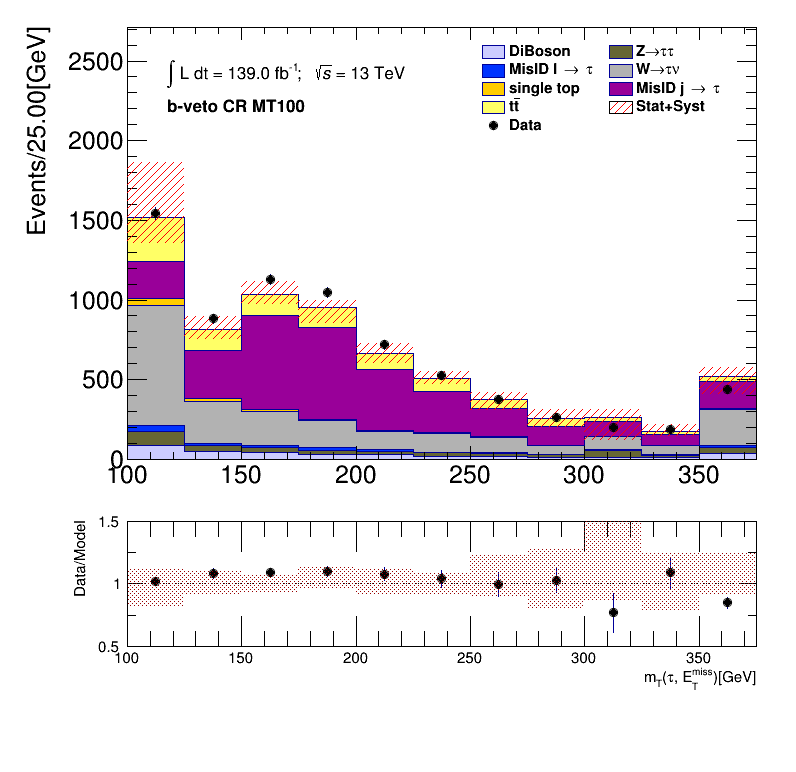 Events/25.00[GeV]
2500
2000
1500
1000
500
0
∫ L dt = 139.0 fb⁻¹; √s = 13 TeV
b-veto CR MT100
DiBoson
Z→ττ
MisID l → τ
W→τν
single top
MisID j → τ
tt̄
Stat+Syst
Data
100 150 200 250 300 350
Data/Model
1.5
1
0.5
100 150 200 250 300 350
m_T(τ, E_T^miss)[GeV]